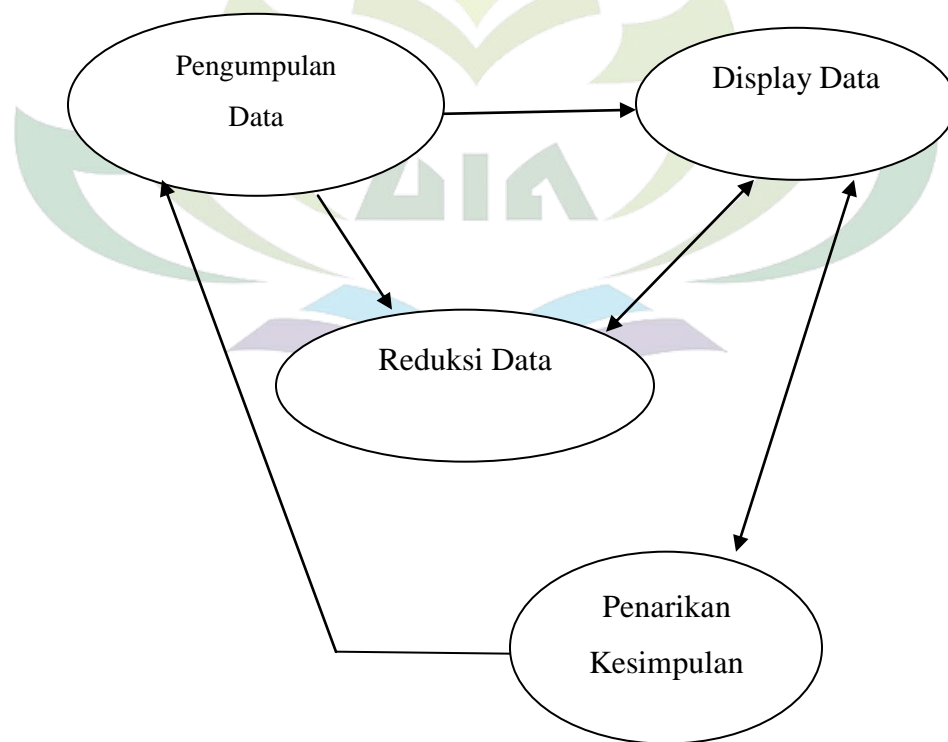 Pengumpulan
Data
Display Data
Reduksi Data
Penarikan
Kesimpulan